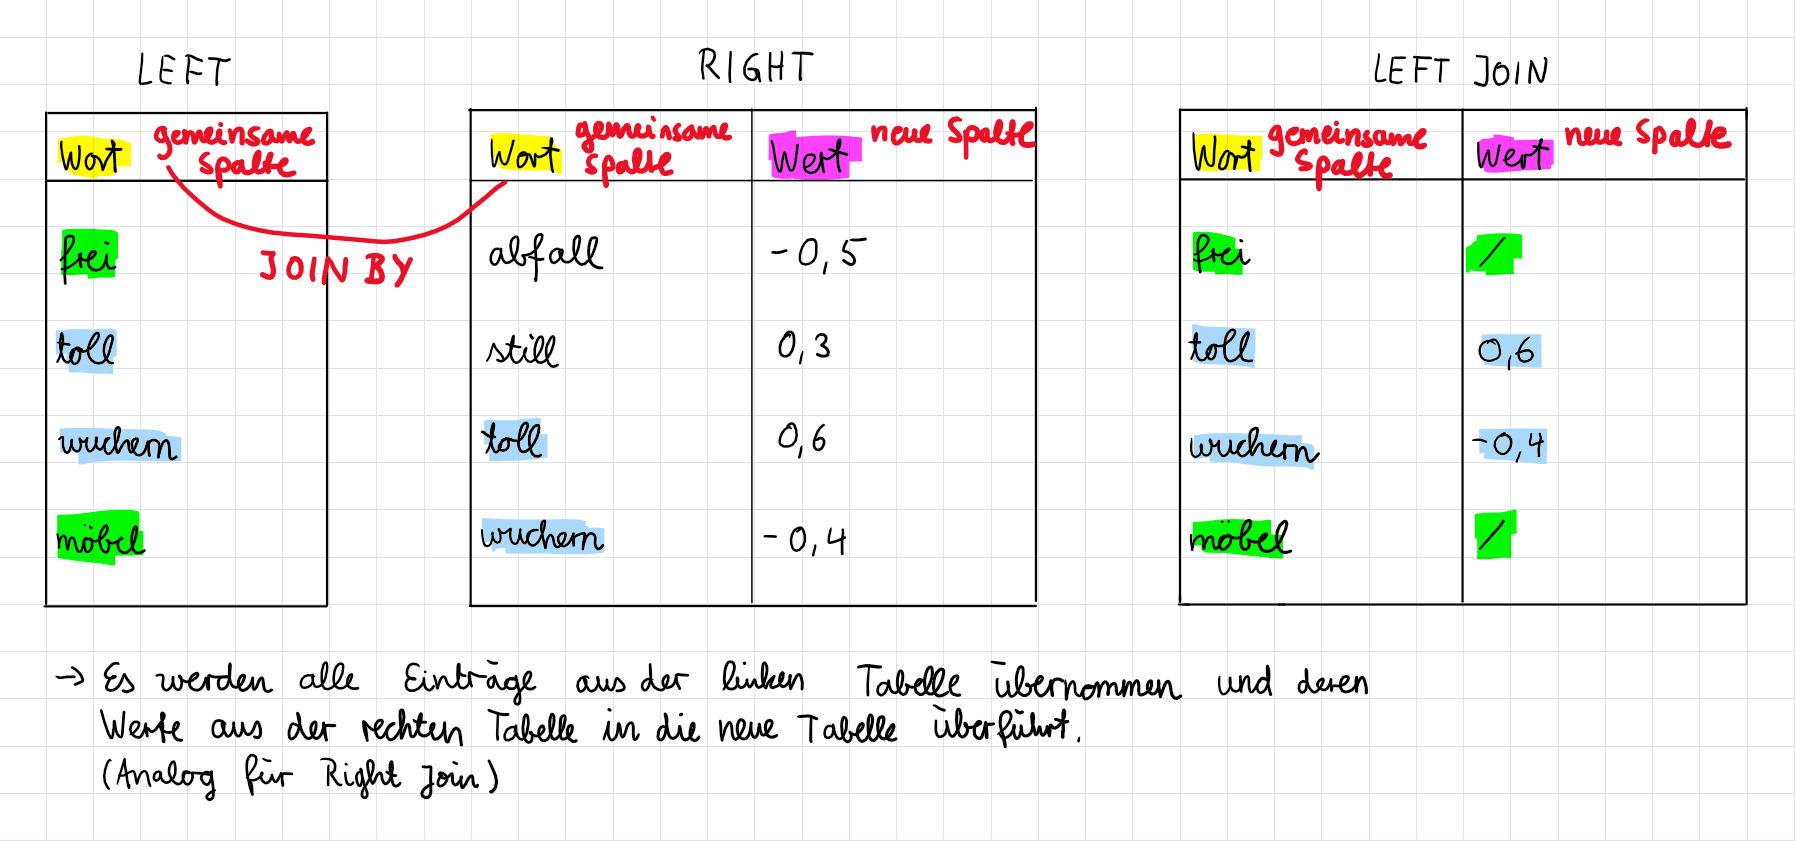 LEFT RIGHT LEFT JOIN
Wort gemeinsame Spalte Wort gemeinsame Spalte Wert neue Spalte Wort gemeinsame Spalte Wert neue Spalte
frei JOIN BY abfall -0,5 frei /
toll still 0,3 toll 0,6
wuchern toll 0,6 wuchern -0,4
möbel wuchern -0,4 möbel /
→ Es werden alle Einträge aus der linken Tabelle übernommen und deren
Werte aus der rechten Tabelle in die neue Tabelle überführt.
(Analog für Right Join)